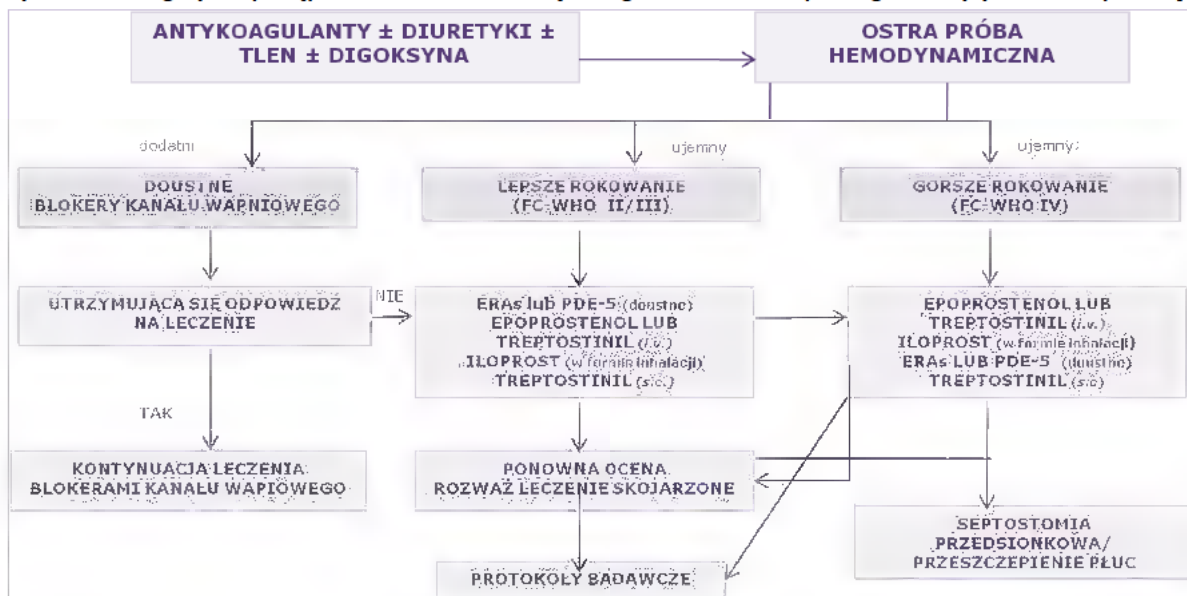 ANTYKOAGULANTY ± DIURETYKI ±
TLEN ± DIGOKSYNA
OSTRA PRÓBA
HEMODYNAMICZNA
dodatni
ujemny
ujemny
DOUSTNE
BLOKERY KANAŁU WAPNIOWEGO
LEPSZE ROKOWANIE
(FC-WHO II/III)
GORSZE ROKOWANIE
(FC-WHO IV)
UTRZYMUJĄCA SIĘ ODPOWIEDŹ
NA LECZENIE
NIE
ERAs lub PDE-5 (doustne)
EPOPROSTENOL LUB
TREPTOSTINIL (i.v.)
ILOPROST (w formie inhalacji)
TREPTOSTINIL (s.c.)
EPOPROSTENOL LUB
TREPTOSTINIL (i.v.)
ILOPROST (w formie inhalacji)
ERAs LUB PDE-5 (doustne)
TREPTOSTINIL (s.c)
TAK
KONTYNUACJA LECZENIA
BLOKERAMI KANAŁU WAPIOWEGO
PONOWNA OCENA
ROZWAŻ LECZENIE SKOJARZONE
SEPTOSTOMIA
PRZEDSIONKOWA/
PRZESZCZEPIENIE PŁUC
PROTOKOŁY BADAWCZE